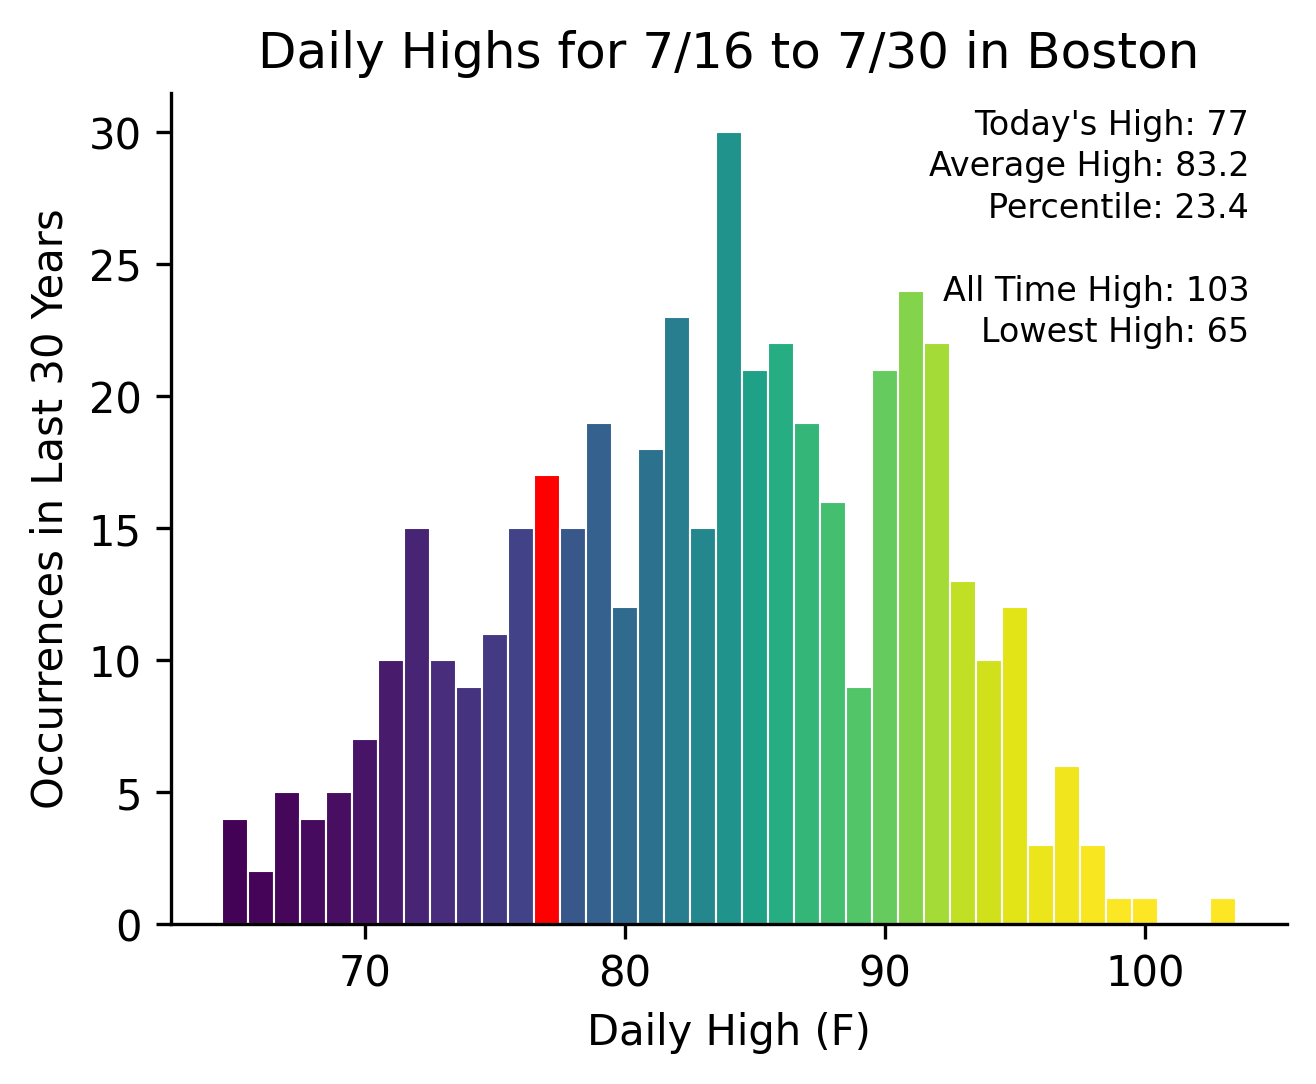 Daily Highs for 7/16 to 7/30 in Boston
Today's High: 77
Average High: 83.2
Percentile: 23.4
All Time High: 103
Lowest High: 65
Occurrences in Last 30 Years
30
25
20
15
10
5
0
70 80 90 100
Daily High (F)